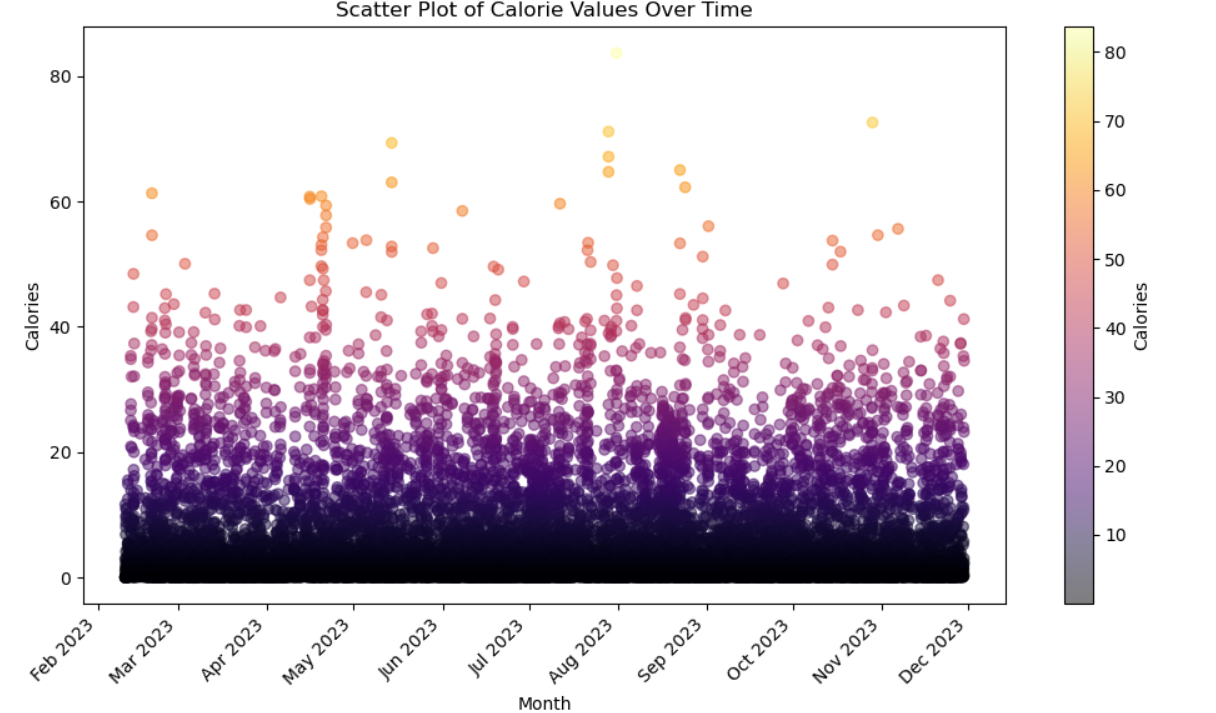 Scatter Plot of Calorie Values Over Time
Calories
80
60
40
20
0
Feb 2023
Mar 2023
Apr 2023
May 2023
Jun 2023
Jul 2023
Aug 2023
Sep 2023
Oct 2023
Nov 2023
Dec 2023
Month
80
70
60
50
40
30
20
10
Calories